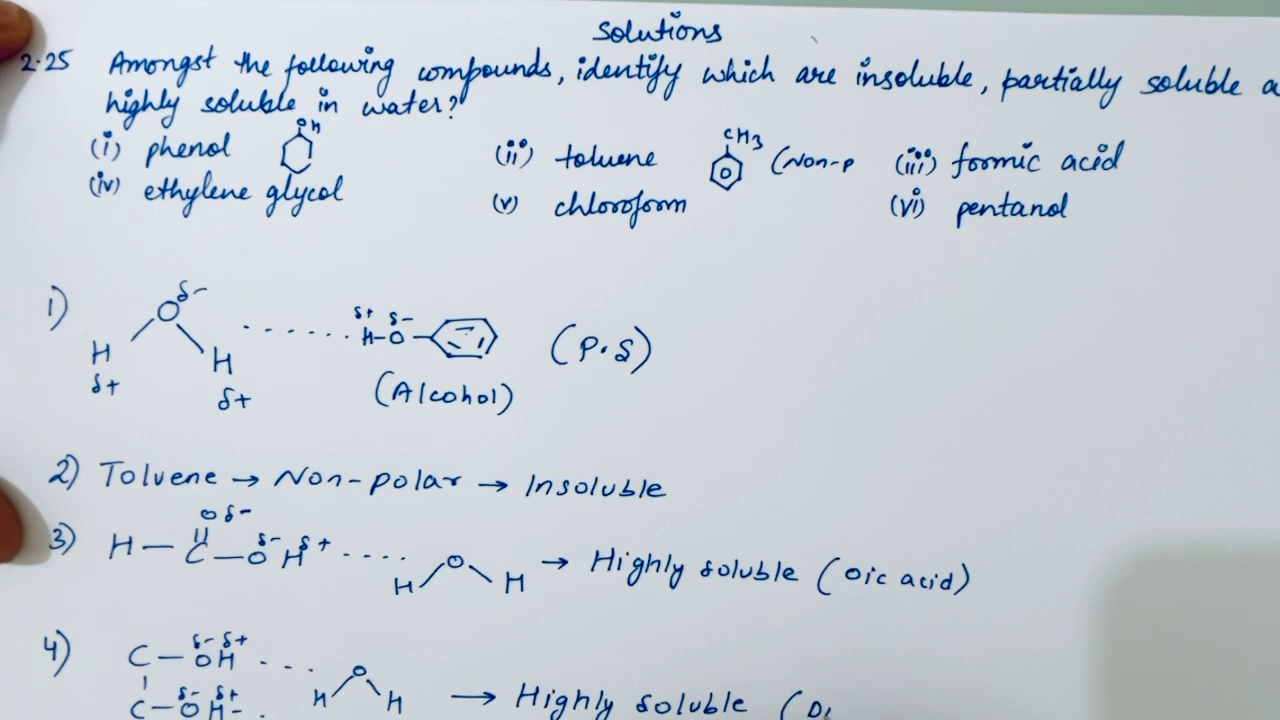 Solutions
2.25 Amongst the following compounds, identify which are insoluble, partially soluble
highly soluble in water?
(i) phenol OH (ii) toluene CH3 (Non-p (iii) formic acid
(iv) ethylene glycol (v) chloroform (vi) pentanol
1) O δ- H δ+ H δ+ ....... δ+ δ- H-O (P.S)
(Alcohol)
2) Toluene → Non-polar → Insoluble
O δ-
3) H — C — O δ- H δ+ .... H O H → Highly soluble (oic acid)
4) C — O δ- H δ+ ....
C — O δ- H δ+ H O H → Highly soluble